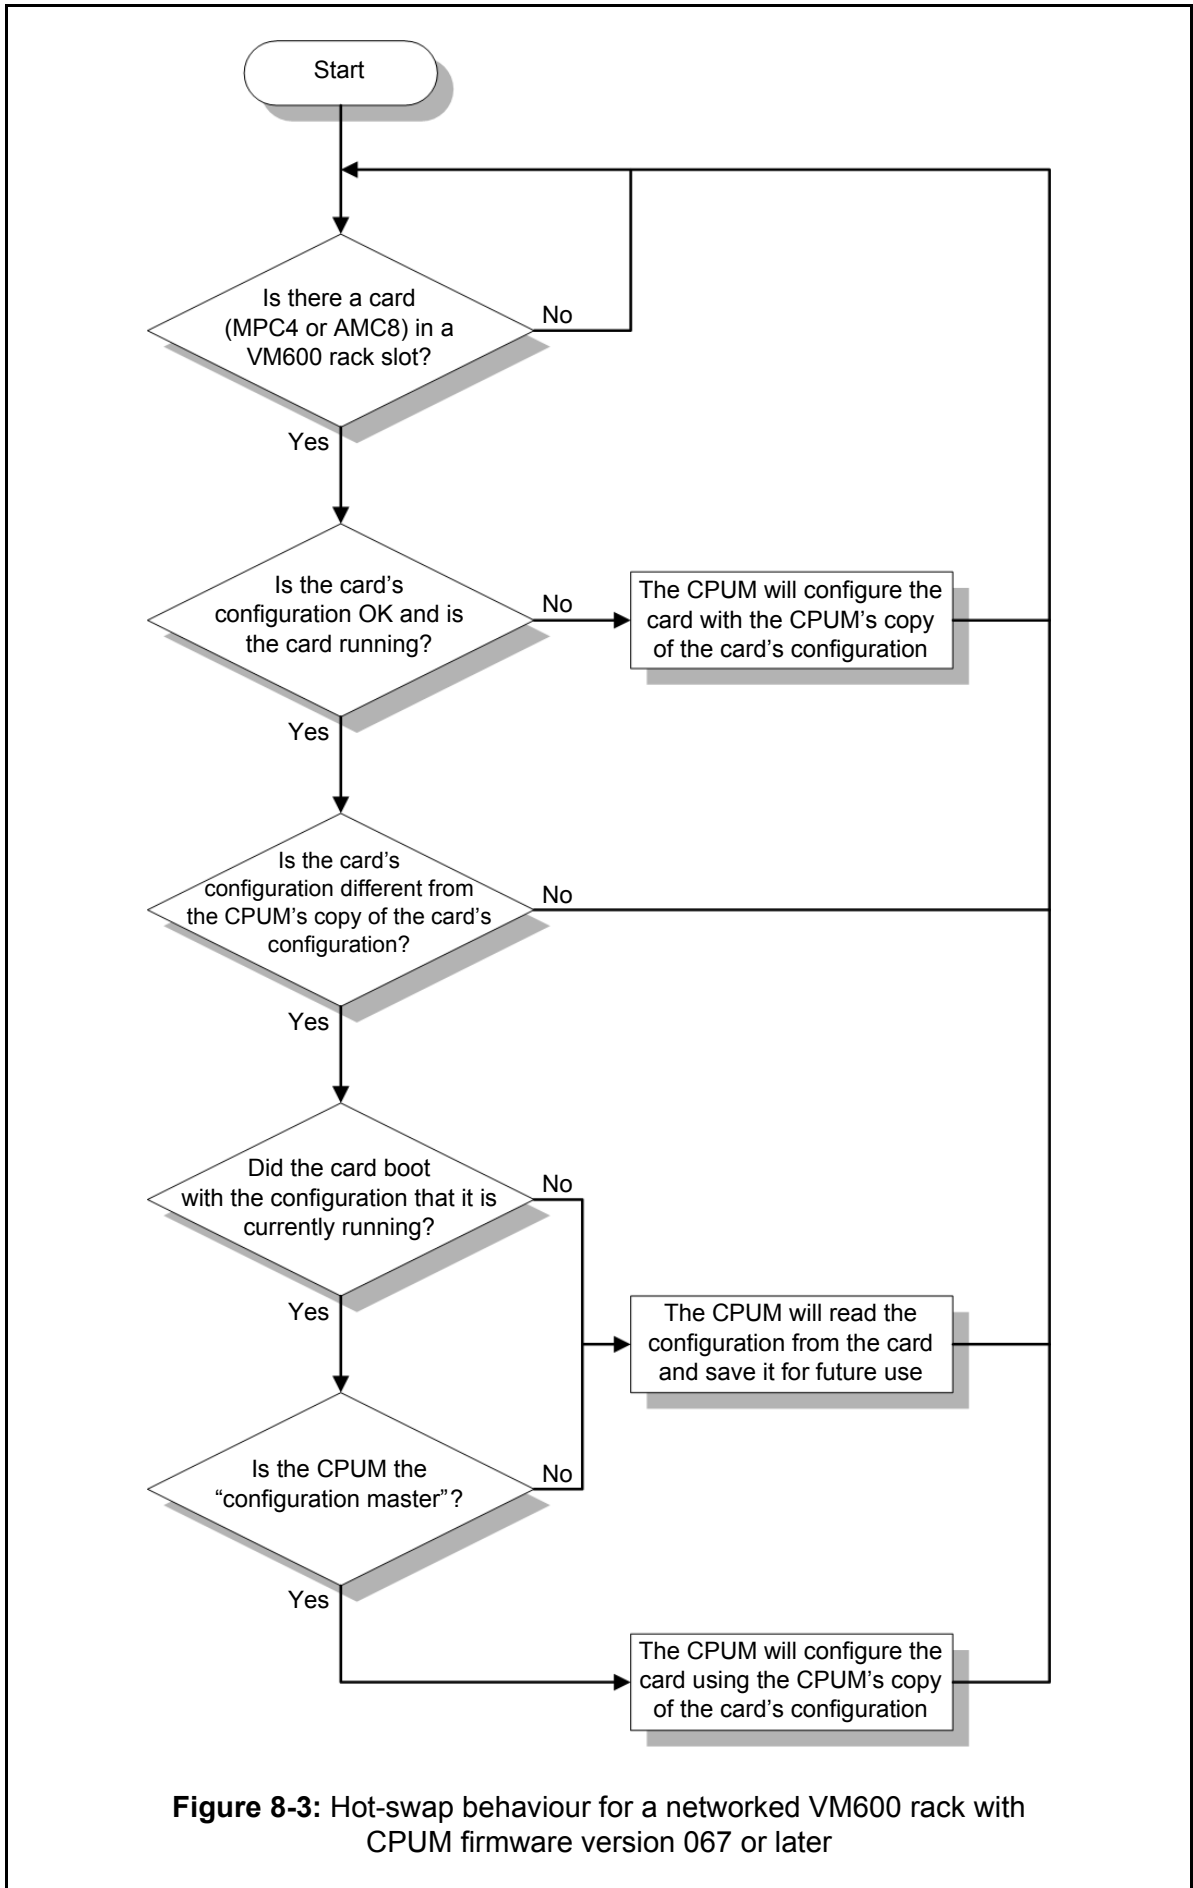 Start
Is there a card
(MPC4 or AMC8) in a
VM600 rack slot?
No
Yes
Is the card’s
configuration OK and is
the card running?
No
The CPUM will configure the
card with the CPUM’s copy
of the card’s configuration
Yes
Is the card’s
configuration different from
the CPUM’s copy of the card’s
configuration?
No
Yes
Did the card boot
with the configuration that it is
currently running?
No
Yes
The CPUM will read the
configuration from the card
and save it for future use
Is the CPUM the
“configuration master”?
No
Yes
The CPUM will configure the
card using the CPUM’s copy
of the card’s configuration
Figure 8-3: Hot-swap behaviour for a networked VM600 rack with
CPUM firmware version 067 or later